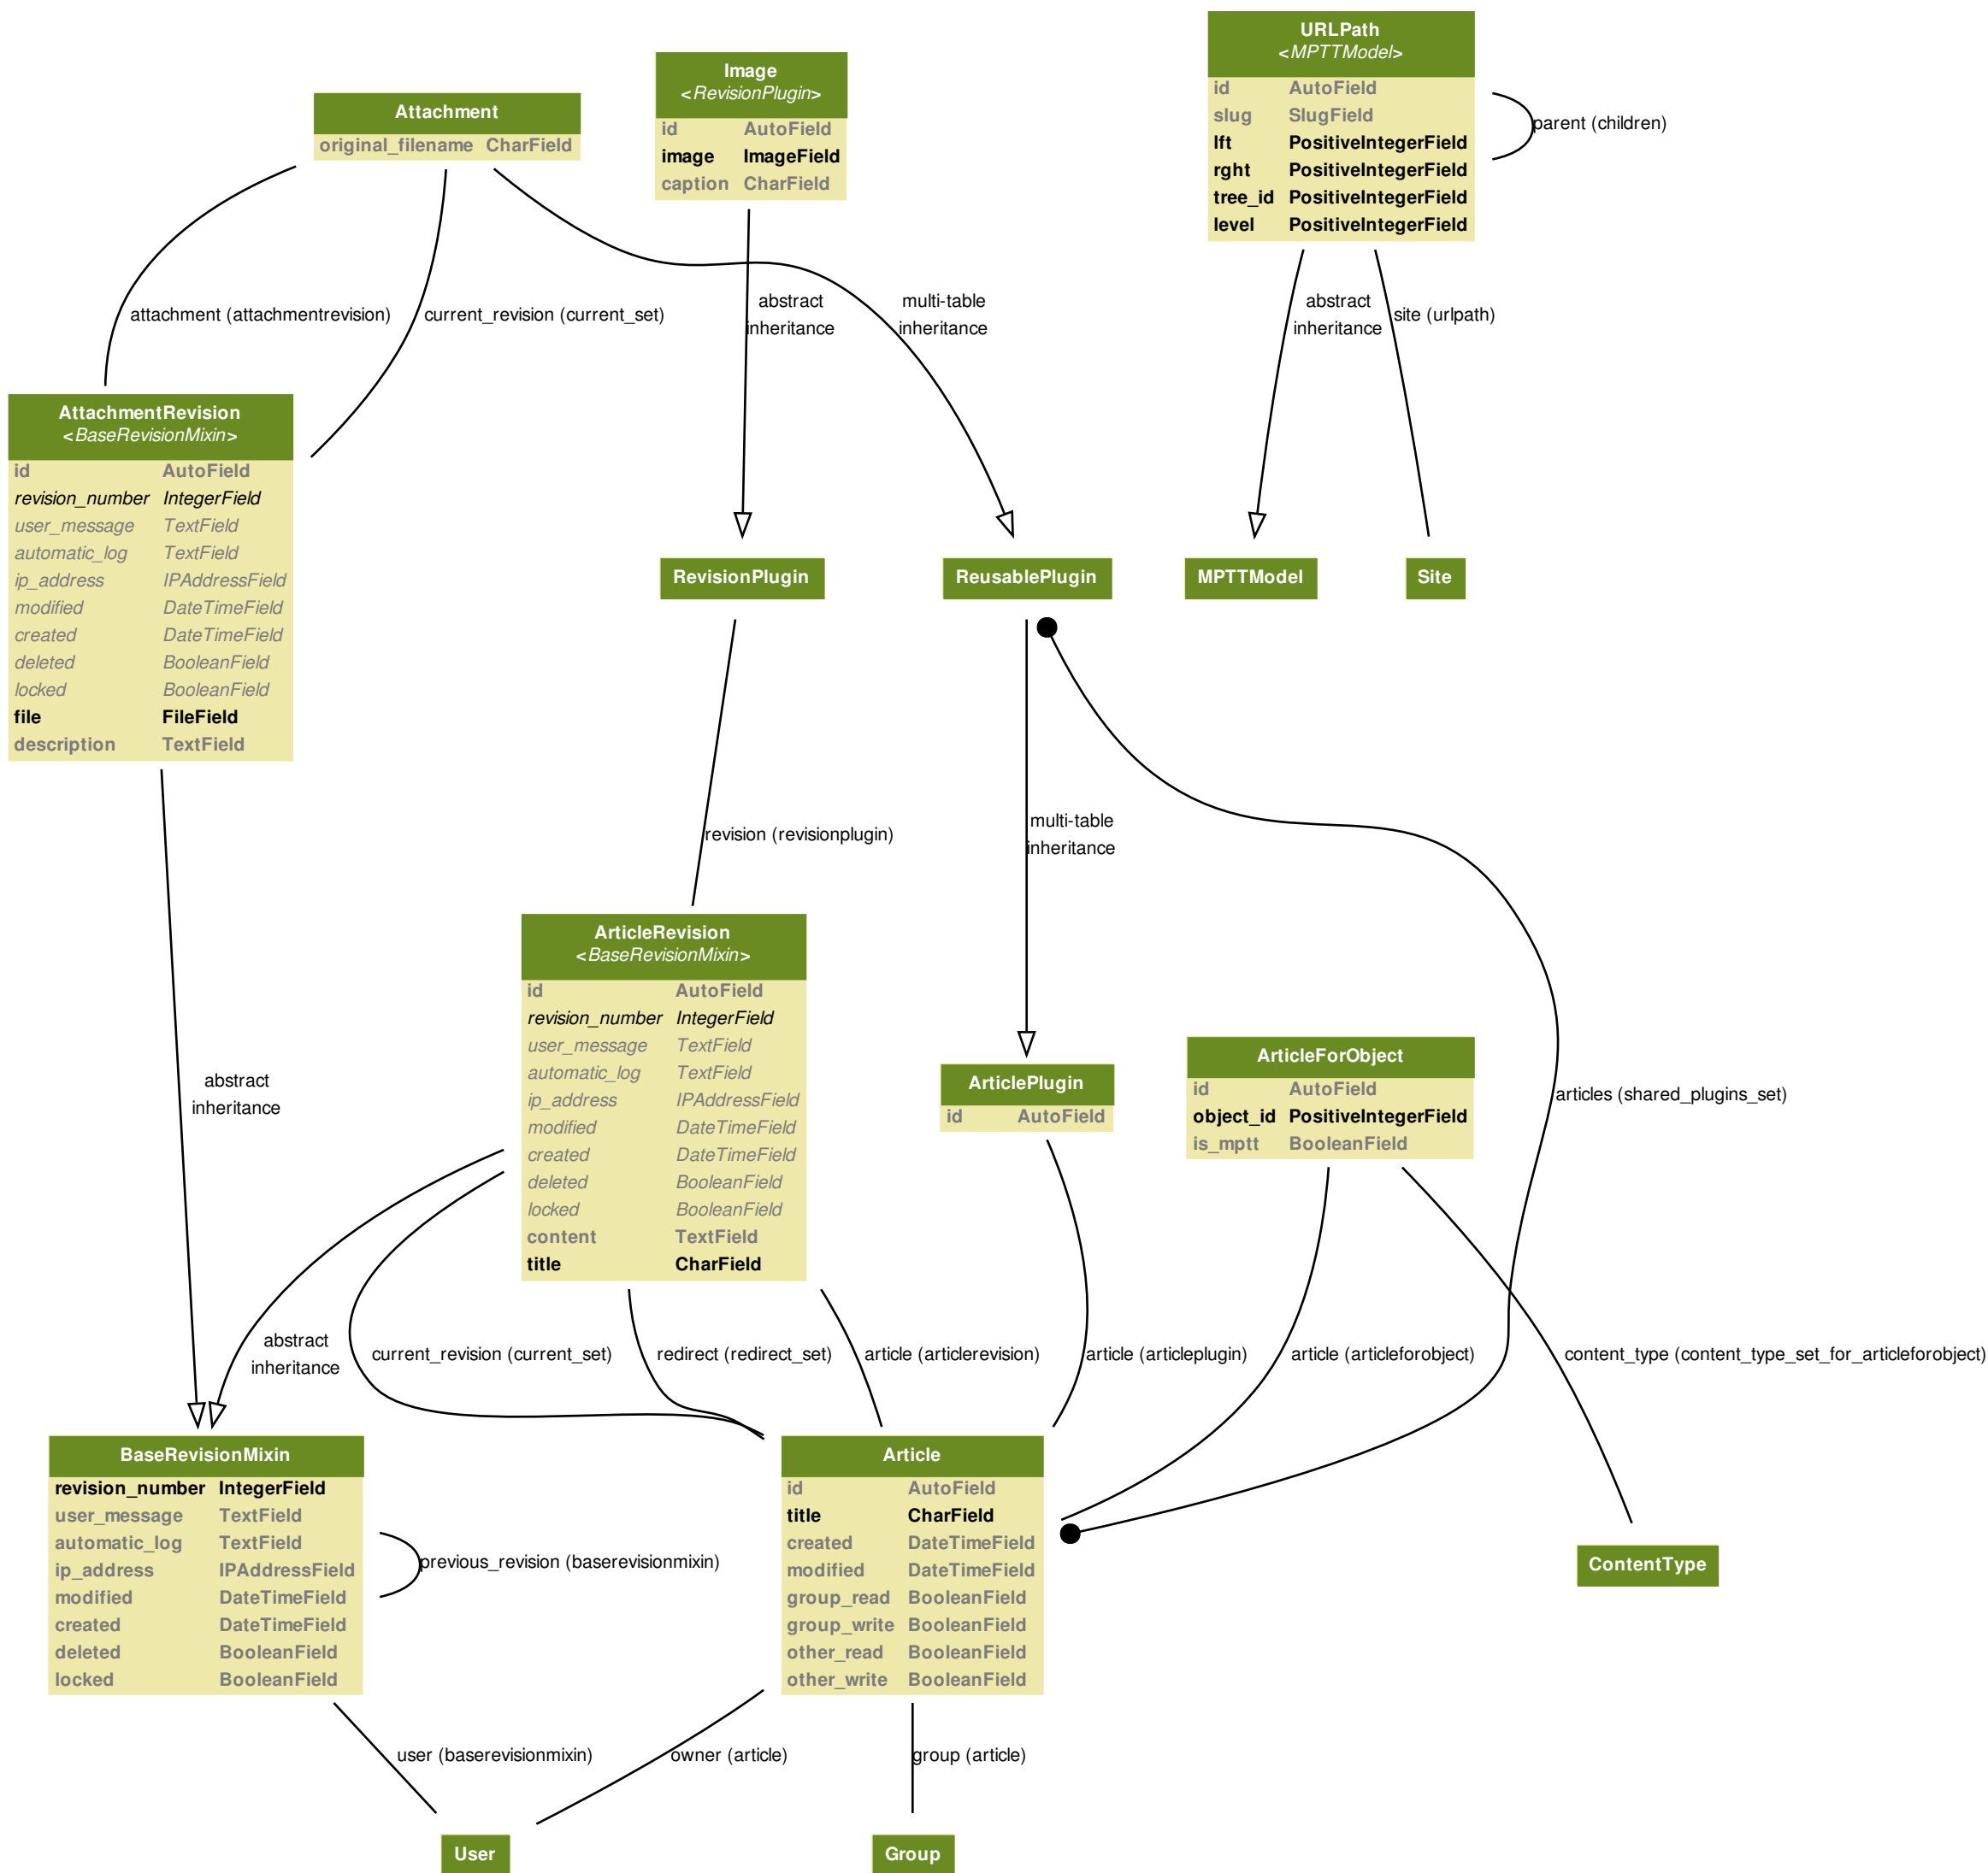 URLPath
<MPTTModel>
id AutoField
slug SlugField
lft PositiveIntegerField
rght PositiveIntegerField
tree_id PositiveIntegerField
level PositiveIntegerField
parent (children)
Image
<RevisionPlugin>
id AutoField
image ImageField
caption CharField
Attachment
original_filename CharField
attachment (attachmentrevision)
current_revision (current_set)
abstract
inheritance
multi-table
inheritance
abstract
inheritance
site (urlpath)
AttachmentRevision
<BaseRevisionMixin>
id AutoField
revision_number IntegerField
user_message TextField
automatic_log TextField
ip_address IPAddressField
modified DateTimeField
created DateTimeField
deleted BooleanField
locked BooleanField
file FileField
description TextField
RevisionPlugin
ReusablePlugin
MPTTModel
Site
revision (revisionplugin)
multi-table
inheritance
ArticleRevision
<BaseRevisionMixin>
id AutoField
revision_number IntegerField
user_message TextField
automatic_log TextField
ip_address IPAddressField
modified DateTimeField
created DateTimeField
deleted BooleanField
locked BooleanField
content TextField
title CharField
ArticlePlugin
id AutoField
ArticleForObject
id AutoField
object_id PositiveIntegerField
is_mptt BooleanField
articles (shared_plugins_set)
abstract
inheritance
abstract
inheritance
current_revision (current_set)
redirect (redirect_set)
article (articlerevision)
article (articleplugin)
article (articleforobject)
content_type (content_type_set_for_articleforobject)
BaseRevisionMixin
revision_number IntegerField
user_message TextField
automatic_log TextField
ip_address IPAddressField
modified DateTimeField
created DateTimeField
deleted BooleanField
locked BooleanField
previous_revision (baserevisionmixin)
Article
id AutoField
title CharField
created DateTimeField
modified DateTimeField
group_read BooleanField
group_write BooleanField
other_read BooleanField
other_write BooleanField
ContentType
user (baserevisionmixin)
owner (article)
group (article)
User
Group